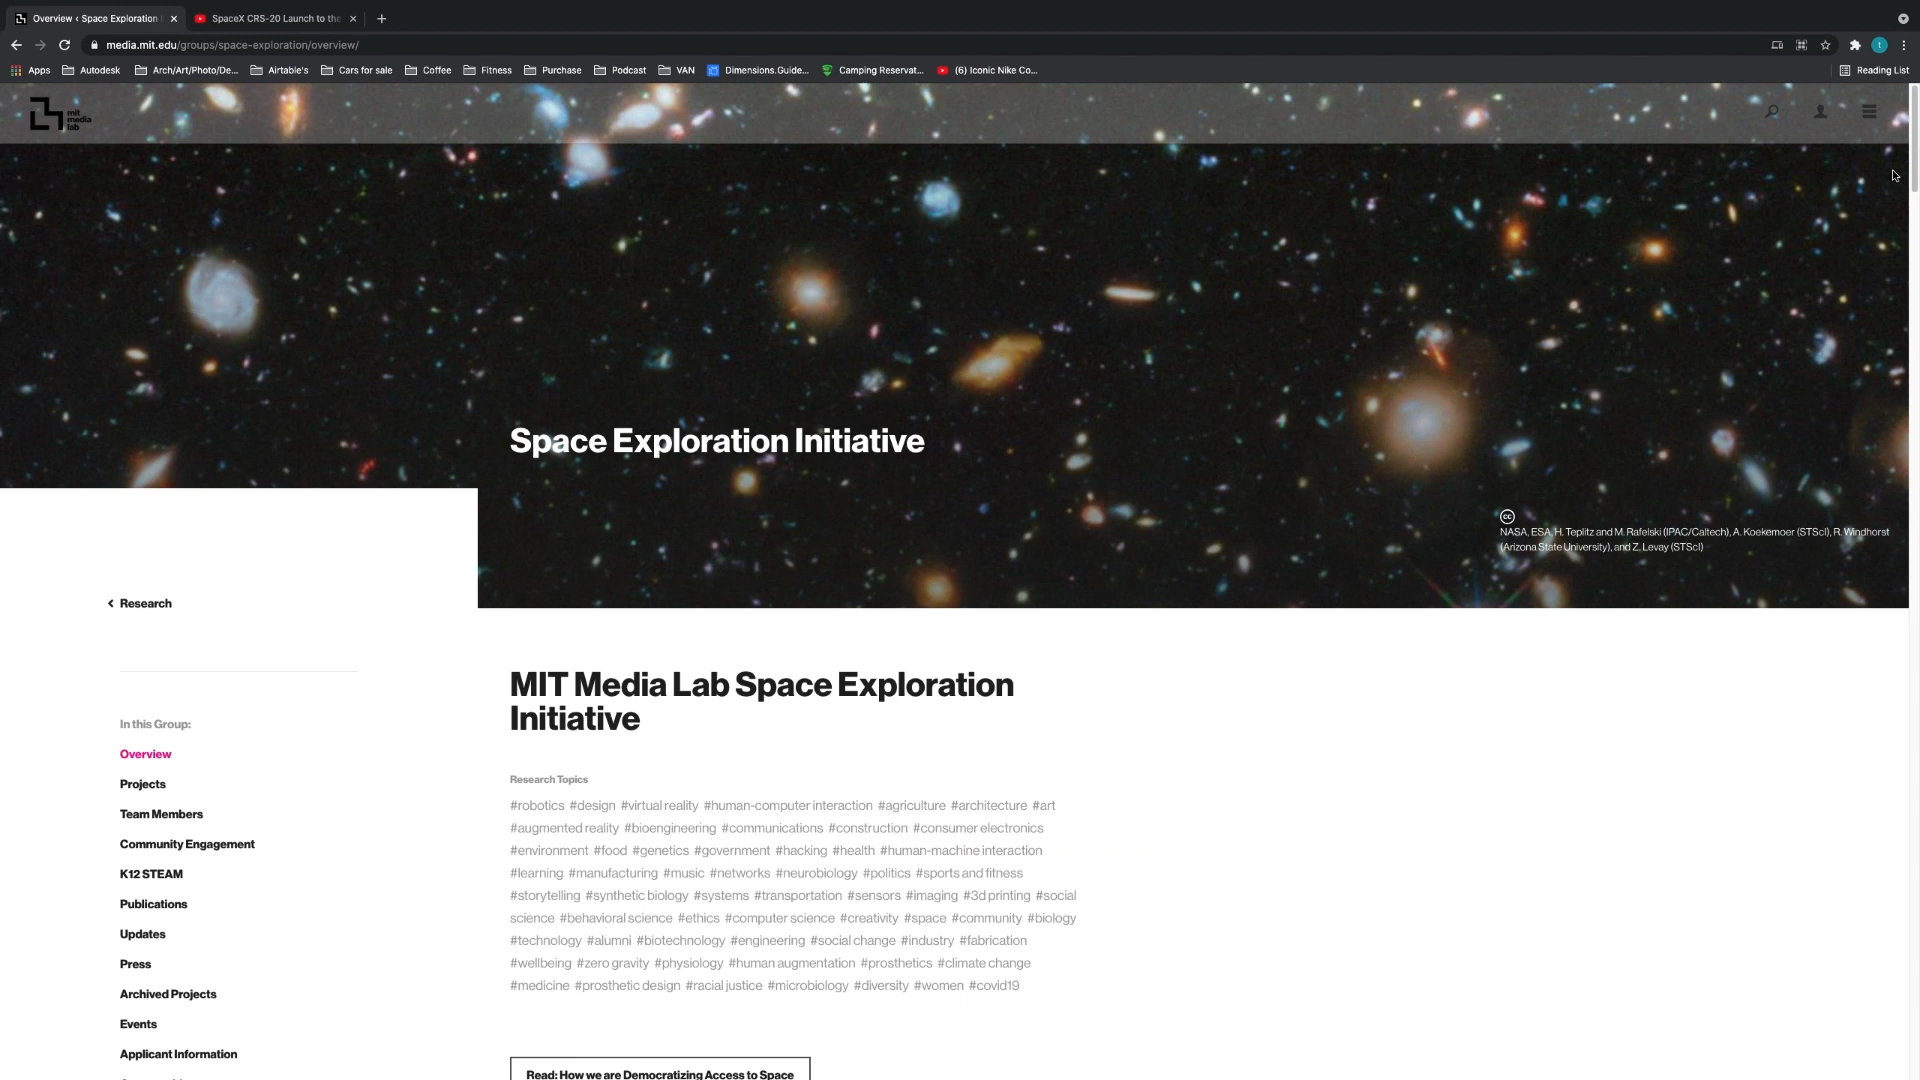 Overview ‹ Space Exploration
SpaceX CRS-20 Launch to the
media.mit.edu/groups/space-exploration/overview/
Apps Autodesk Arch/Art/Photo/De... Airtable's Cars for sale Coffee Fitness Purchase Podcast VAN Dimensions.Guide... Camping Reservat... (6) Iconic Nike Co... Reading List
mit
media
lab
Space Exploration Initiative
cc
NASA, ESA, H. Teplitz and M. Rafelski (IPAC/Caltech), A. Koekemoer (STScI), R. Windhorst
(Arizona State University), and Z. Levay (STScI)
Research
In this Group:
Overview
Projects
Team Members
Community Engagement
K12 STEAM
Publications
Updates
Press
Archived Projects
Events
Applicant Information
MIT Media Lab Space Exploration
Initiative
Research Topics
#robotics #design #virtual reality #human-computer interaction #agriculture #architecture #art
#augmented reality #bioengineering #communications #construction #consumer electronics
#environment #food #genetics #government #hacking #health #human-machine interaction
#learning #manufacturing #music #networks #neurobiology #politics #sports and fitness
#storytelling #synthetic biology #systems #transportation #sensors #imaging #3d printing #social
science #behavioral science #ethics #computer science #creativity #space #community #biology
#technology #alumni #biotechnology #engineering #social change #industry #fabrication
#wellbeing #zero gravity #physiology #human augmentation #prosthetics #climate change
#medicine #prosthetic design #racial justice #microbiology #diversity #women #covid19
Read: How we are Democratizing Access to Space